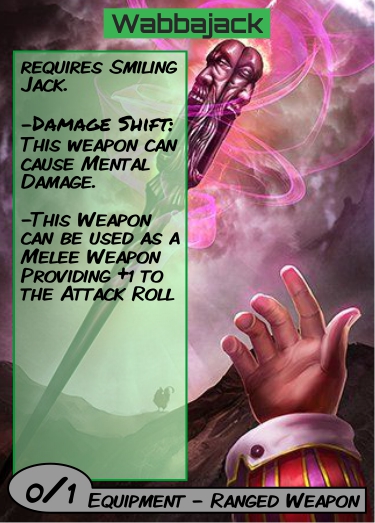 Wabbajack
requires Smiling
Jack.
-Damage Shift:
This weapon can
cause Mental
Damage.
-This Weapon
can be used as a
Melee Weapon
Providing +1 to
the Attack Roll
0/1
Equipment - Ranged Weapon